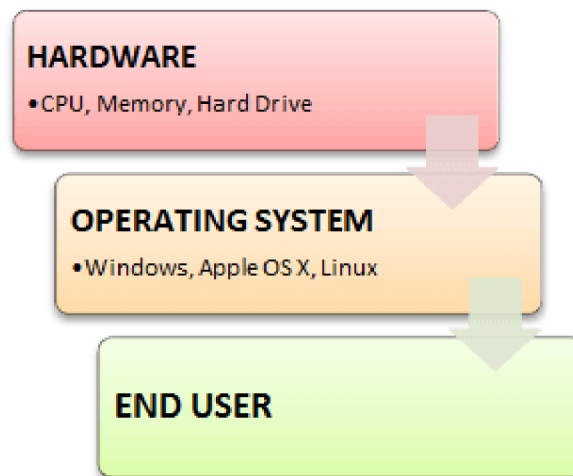 HARDWARE
•CPU, Memory, Hard Drive
OPERATING SYSTEM
•Windows, Apple OS X, Linux
END USER